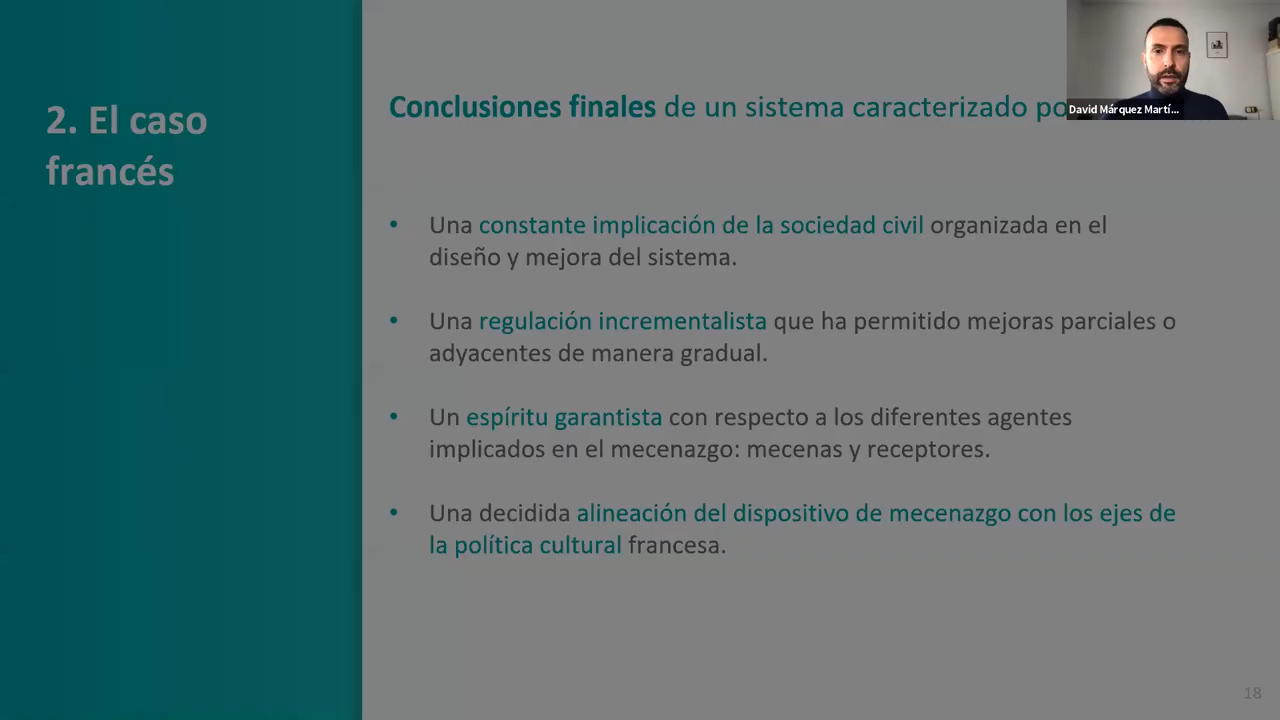 2. El caso
francés
Conclusiones finales de un sistema caracterizado po
David Márquez Martí...
Una constante implicación de la sociedad civil organizada en el
diseño y mejora del sistema.
Una regulación incrementalista que ha permitido mejoras parciales o
adyacentes de manera gradual.
Un espíritu garantista con respecto a los diferentes agentes
implicados en el mecenazgo: mecenas y receptores.
Una decidida alineación del dispositivo de mecenazgo con los ejes de
la política cultural francesa.
18